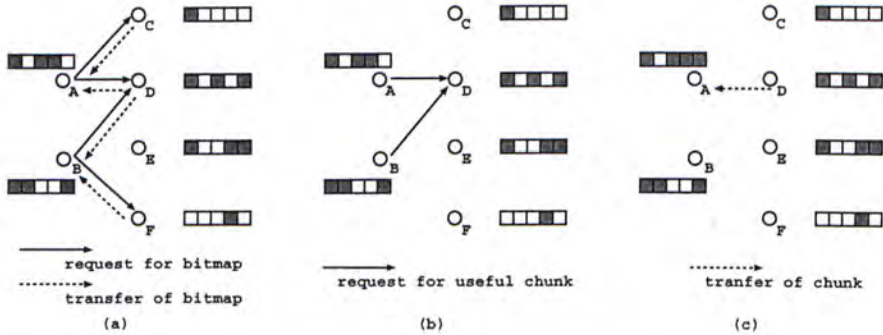 C
A
D
B
E
F
request for bitmap
transfer of bitmap
(a)
C
A
D
B
E
F
request for useful chunk
(b)
C
A
D
B
E
F
tranfer of chunk
(c)